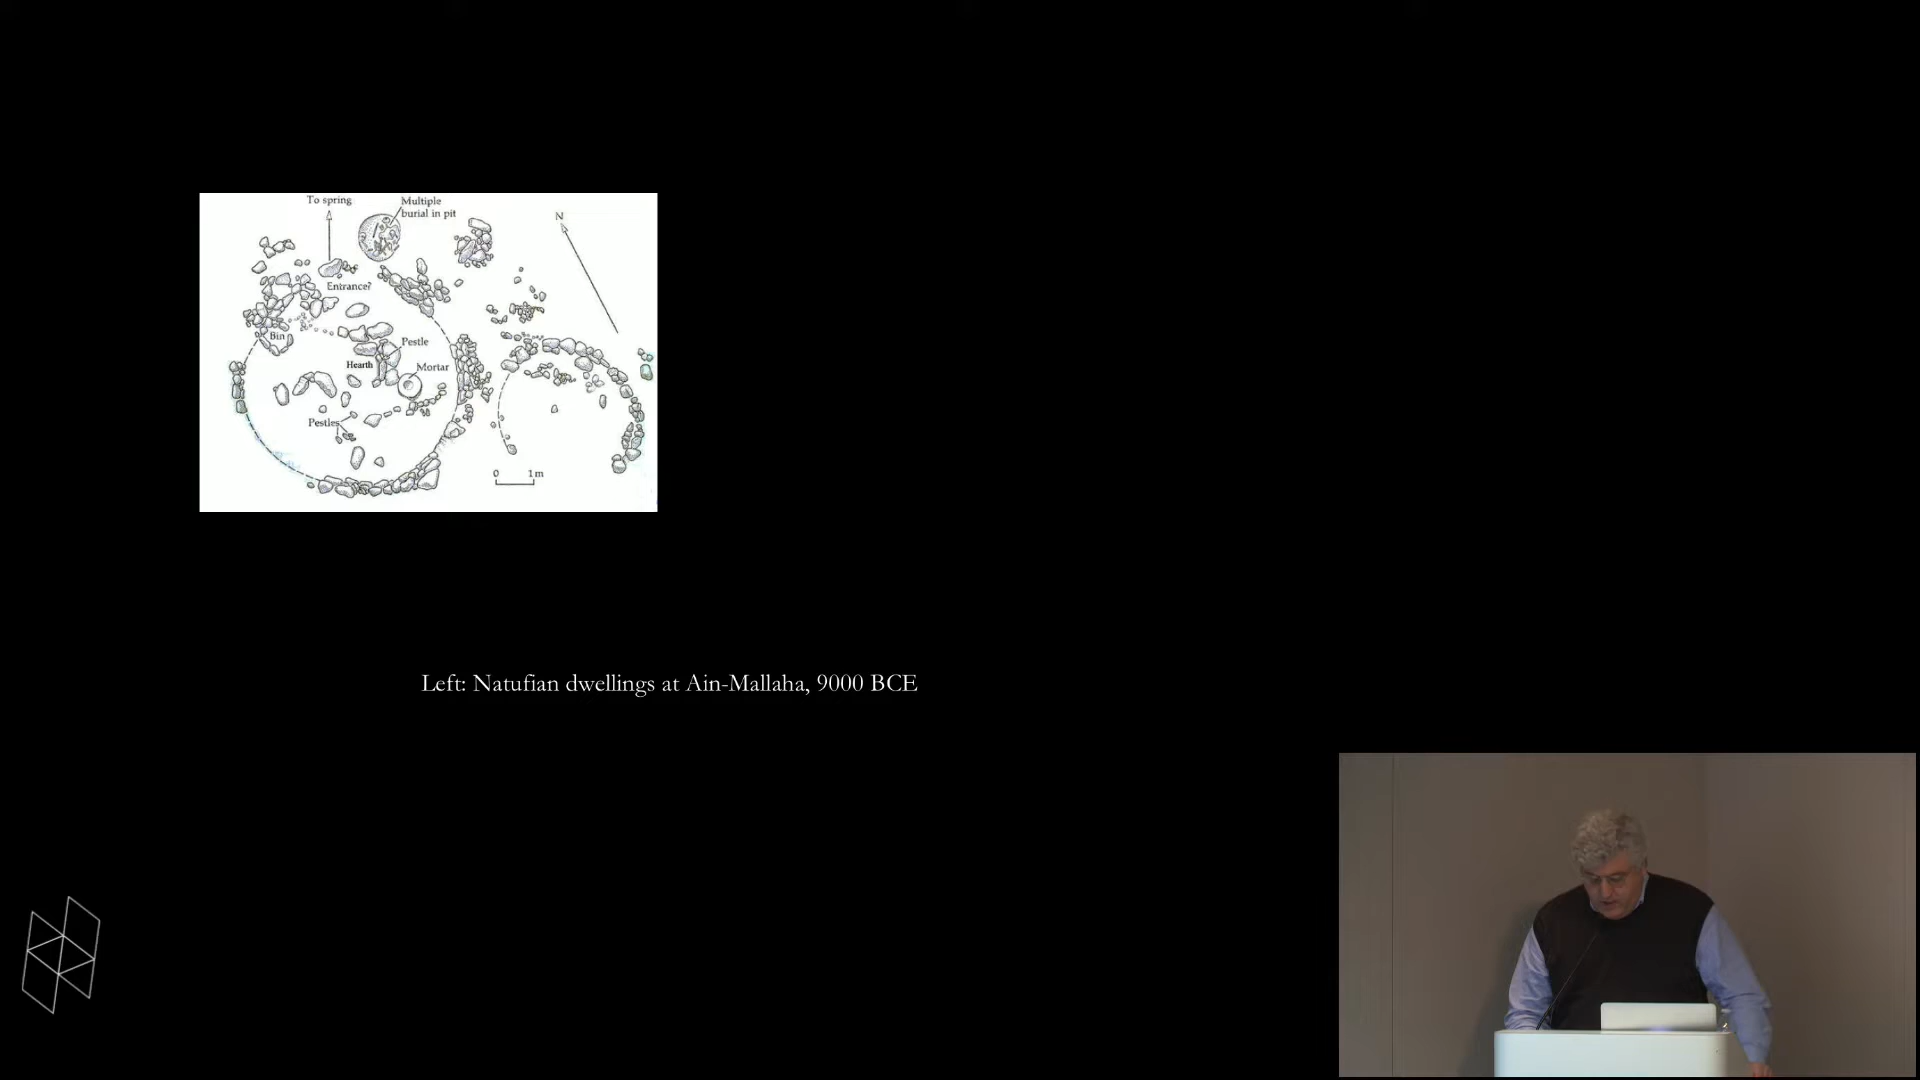 To spring
Multiple
burial in pit
N
Entrance?
Bin
Pestle
Hearth
Mortar
Pestles
0 1 m
Left: Natufian dwellings at Ain-Mallaha, 9000 BCE